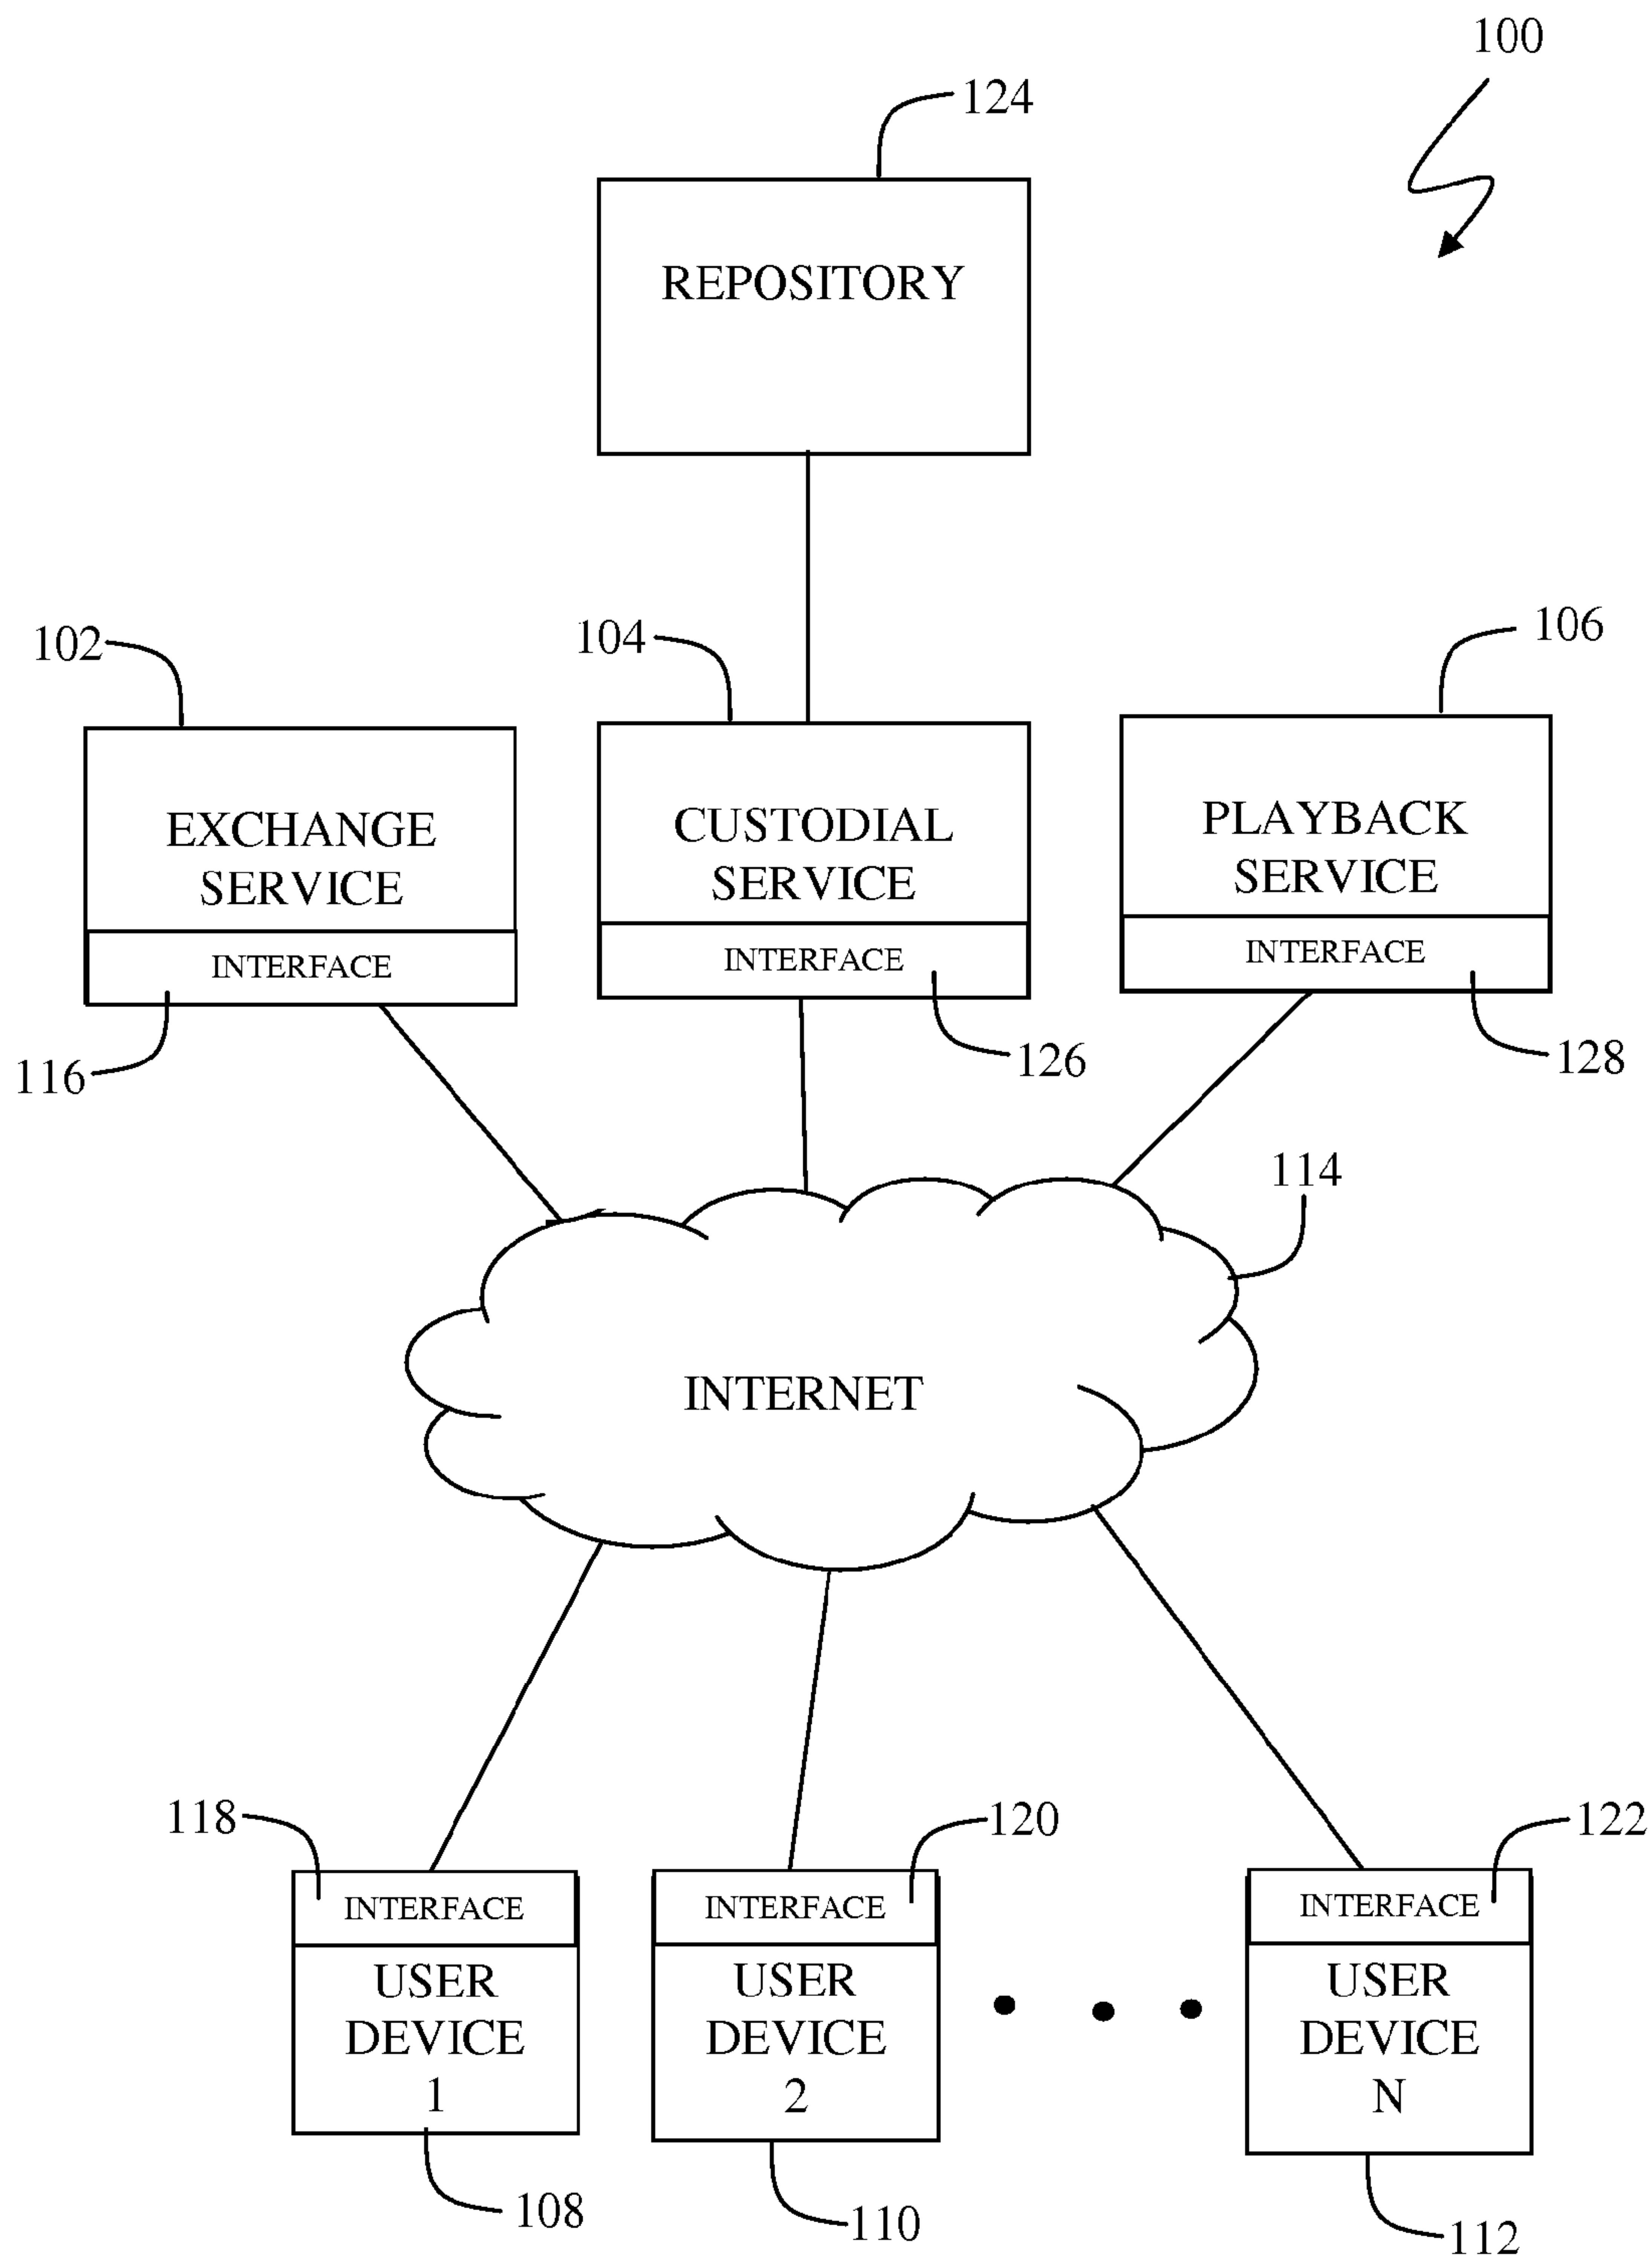 100
124
REPOSITORY
102
104
106
EXCHANGE
SERVICE
INTERFACE
CUSTODIAL
SERVICE
INTERFACE
PLAYBACK
SERVICE
INTERFACE
116
126
128
114
INTERNET
118
120
122
INTERFACE
USER
DEVICE
1
INTERFACE
USER
DEVICE
2
INTERFACE
USER
DEVICE
N
108
110
112